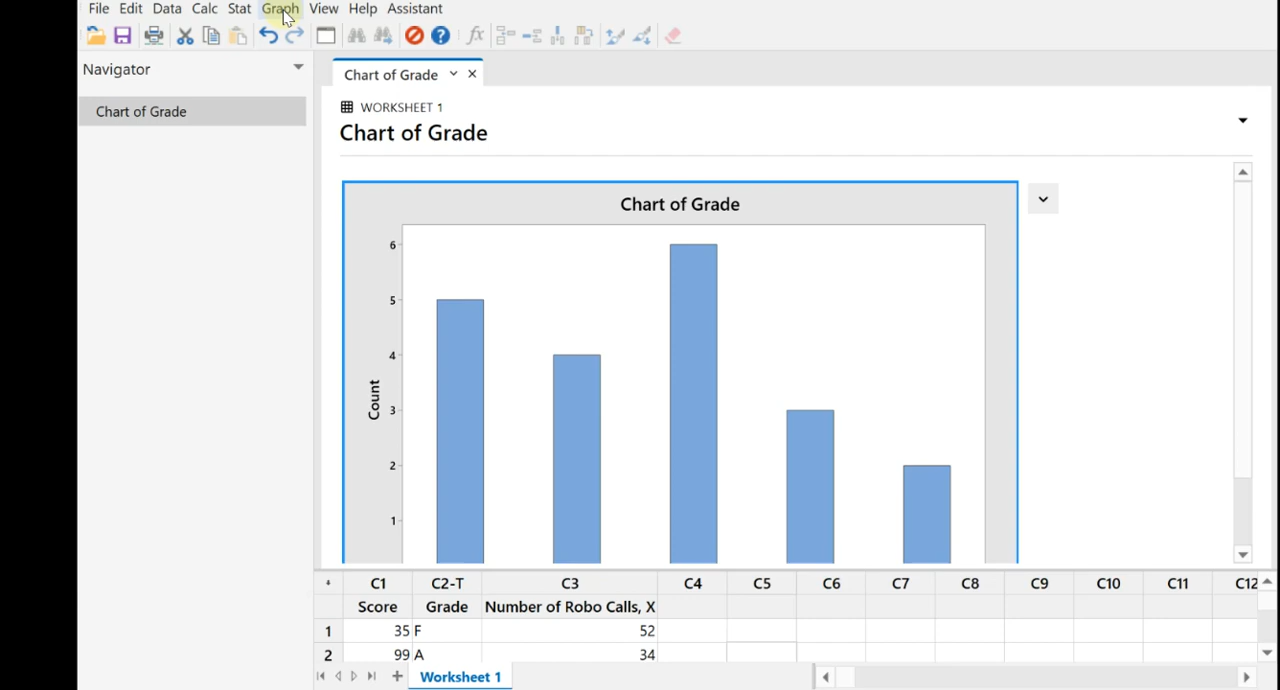 File Edit Data Calc Stat Graph View Help Assistant
fx
Navigator
Chart of Grade
Chart of Grade
WORKSHEET 1
Chart of Grade
Chart of Grade
6
5
4
3
2
1
Count
C1 C2-T C3 C4 C5 C6 C7 C8 C9 C10 C11 C12
Score Grade Number of Robo Calls, X
1 35 F 52
2 99 A 34
Worksheet 1